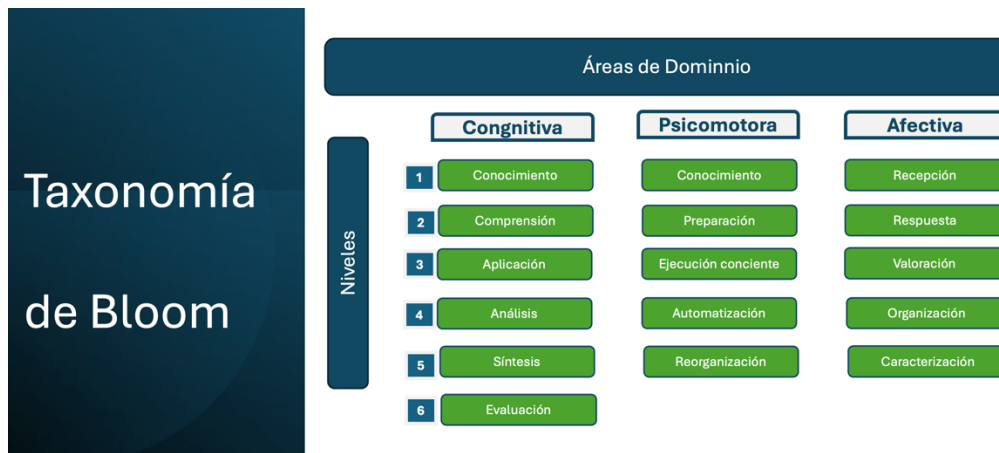 Taxonomía
de Bloom
Áreas de Dominnio
Niveles
Congnitiva
Psicomotora
Afectiva
1
Conocimiento
Conocimiento
Recepción
2
Comprensión
Preparación
Respuesta
3
Aplicación
Ejecución conciente
Valoración
4
Análisis
Automatización
Organización
5
Síntesis
Reorganización
Caracterización
6
Evaluación